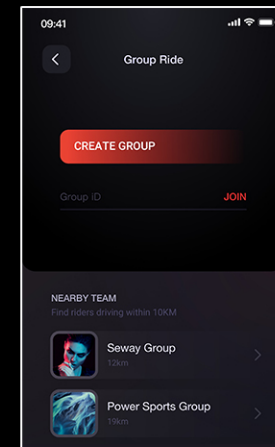 09:41
Group Ride
CREATE GROUP
Group ID JOIN
NEARBY TEAM
Find riders driving within 10KM
Seway Group
12km
Power Sports Group
19km